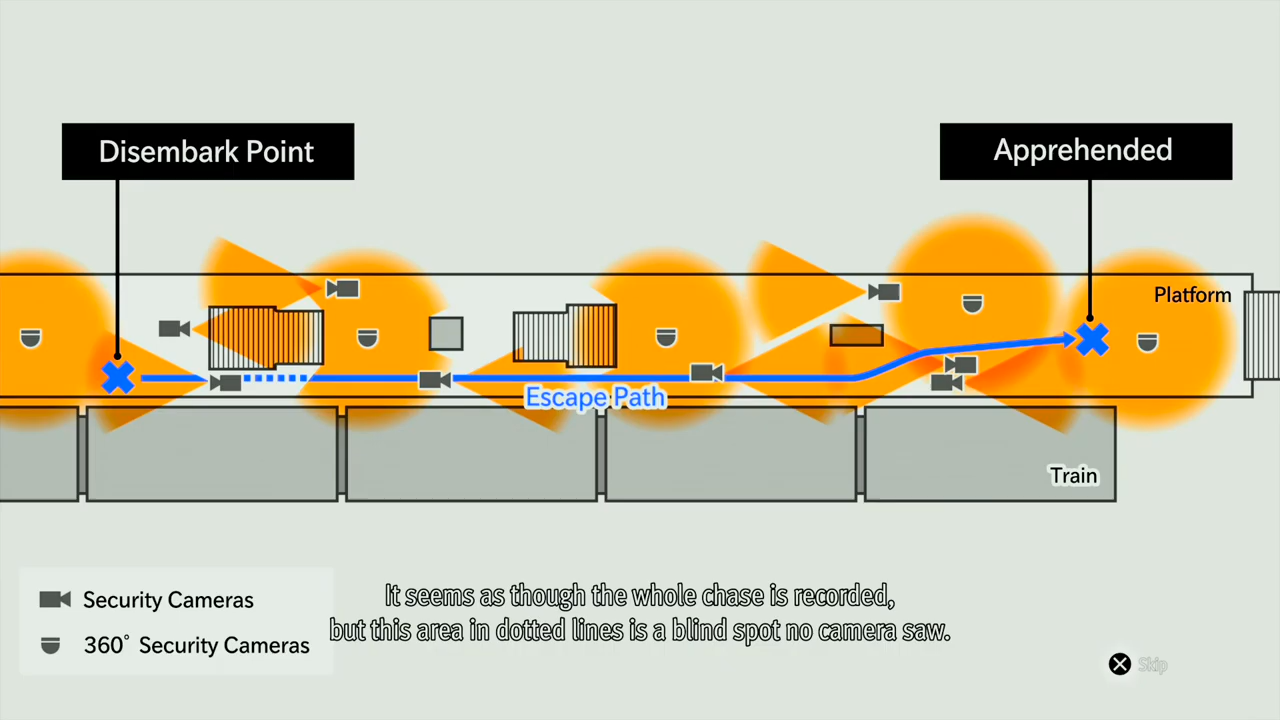 Disembark Point
Apprehended
Platform
Escape Path
Train
Security Cameras
360° Security Cameras
It seems as though the whole chase is recorded,
but this area in dotted lines is a blind spot no camera saw.
Skip